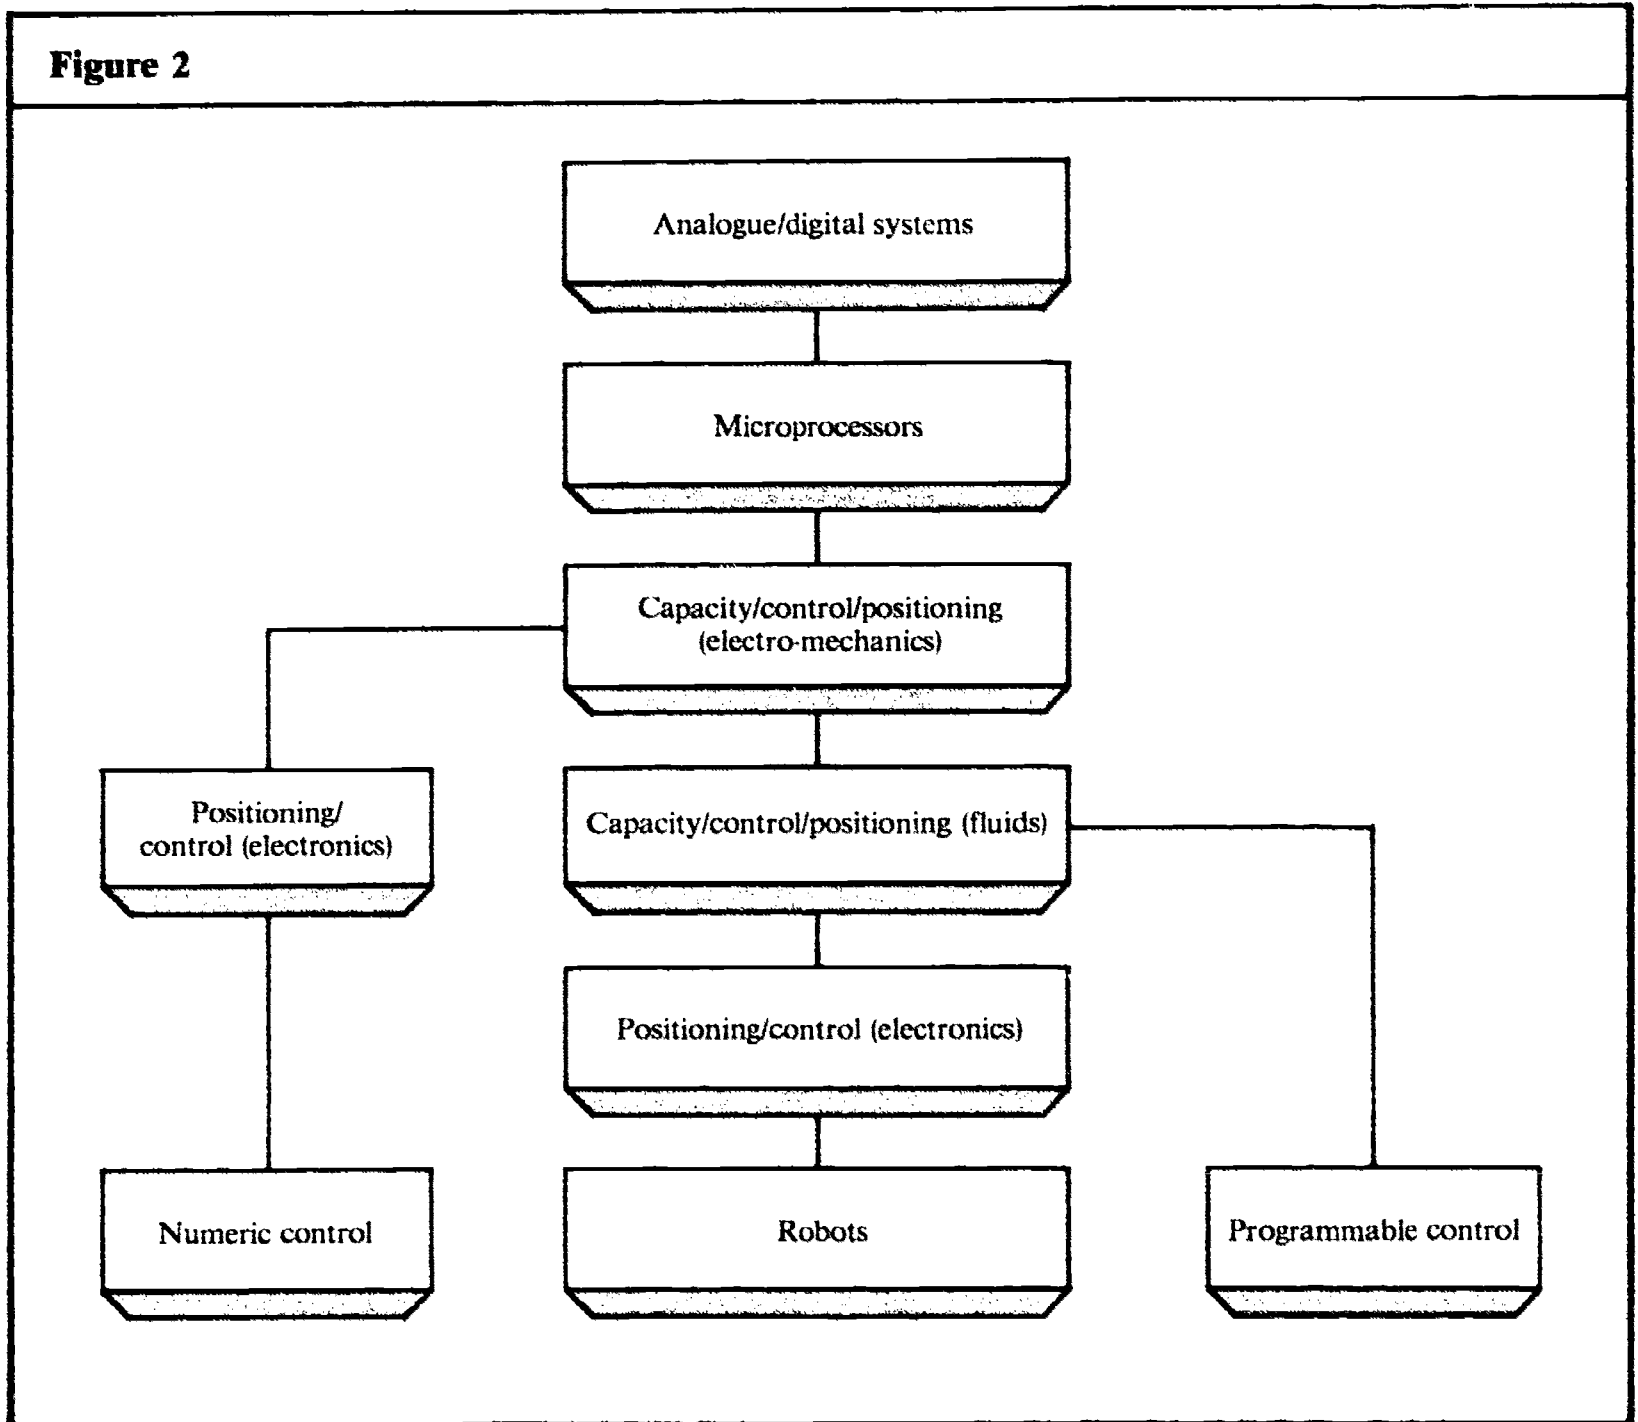 Figure 2
Analogue/digital systems
Microprocessors
Capacity/control/positioning
(electro-mechanics)
Positioning/
control (electronics)
Capacity/control/positioning (fluids)
Positioning/control (electronics)
Numeric control
Robots
Programmable control